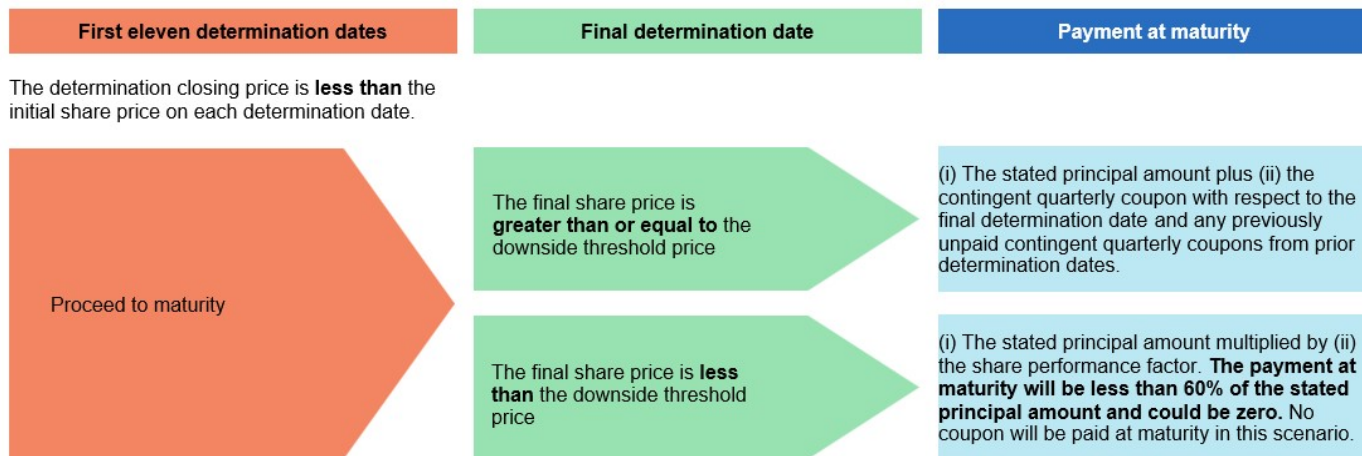 First eleven determination dates
Final determination date
Payment at maturity
The determination closing price is less than the
initial share price on each determination date.
Proceed to maturity
The final share price is
greater than or equal to the
downside threshold price
(i) The stated principal amount plus (ii) the
contingent quarterly coupon with respect to the
final determination date and any previously
unpaid contingent quarterly coupons from prior
determination dates.
The final share price is less
than the downside threshold
price
(i) The stated principal amount multiplied by (ii)
the share performance factor. The payment at
maturity will be less than 60% of the stated
principal amount and could be zero. No
coupon will be paid at maturity in this scenario.